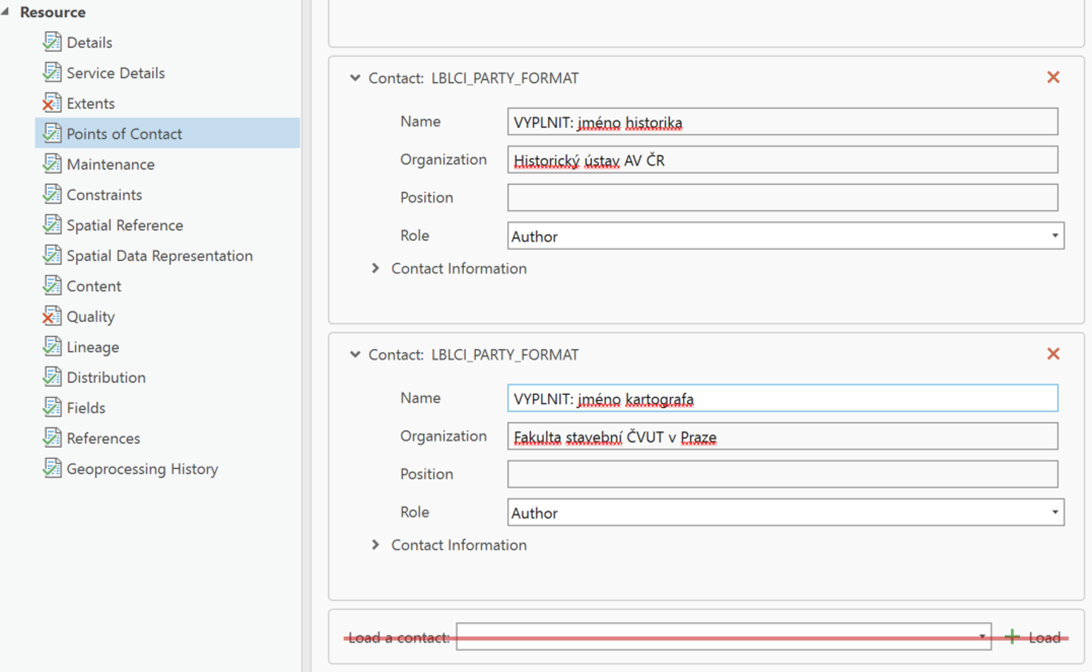 Resource
Details
Service Details
Extents
Points of Contact
Maintenance
Constraints
Spatial Reference
Spatial Data Representation
Content
Quality
Lineage
Distribution
Fields
References
Geoprocessing History
Contact: LBLCI_PARTY_FORMAT
Name VYPLNIT: jméno historika
Organization Historický ústav AV ČR
Position
Role Author
Contact Information
Contact: LBLCI_PARTY_FORMAT
Name VYPLNIT: jméno kartografa
Organization Fakulta stavební ČVUT v Praze
Position
Role Author
Contact Information
Load a contact: Load